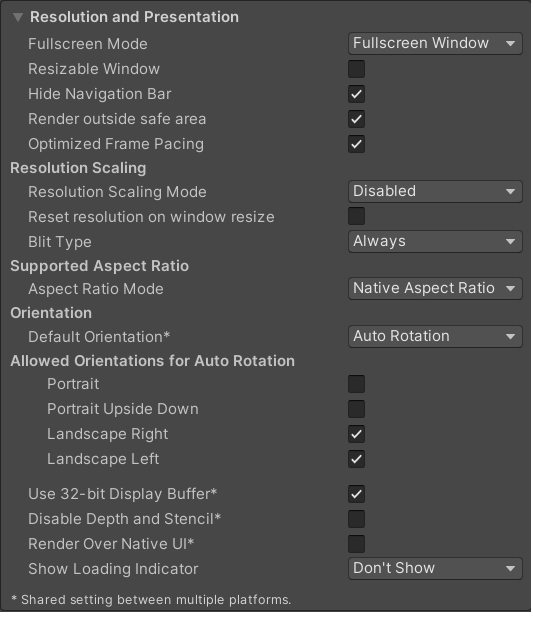 Resolution and Presentation
Fullscreen Mode Fullscreen Window
Resizable Window
Hide Navigation Bar
Render outside safe area
Optimized Frame Pacing
Resolution Scaling
Resolution Scaling Mode Disabled
Reset resolution on window resize
Blit Type Always
Supported Aspect Ratio
Aspect Ratio Mode Native Aspect Ratio
Orientation
Default Orientation* Auto Rotation
Allowed Orientations for Auto Rotation
Portrait
Portrait Upside Down
Landscape Right
Landscape Left
Use 32-bit Display Buffer*
Disable Depth and Stencil*
Render Over Native UI*
Show Loading Indicator Don't Show
* Shared setting between multiple platforms.